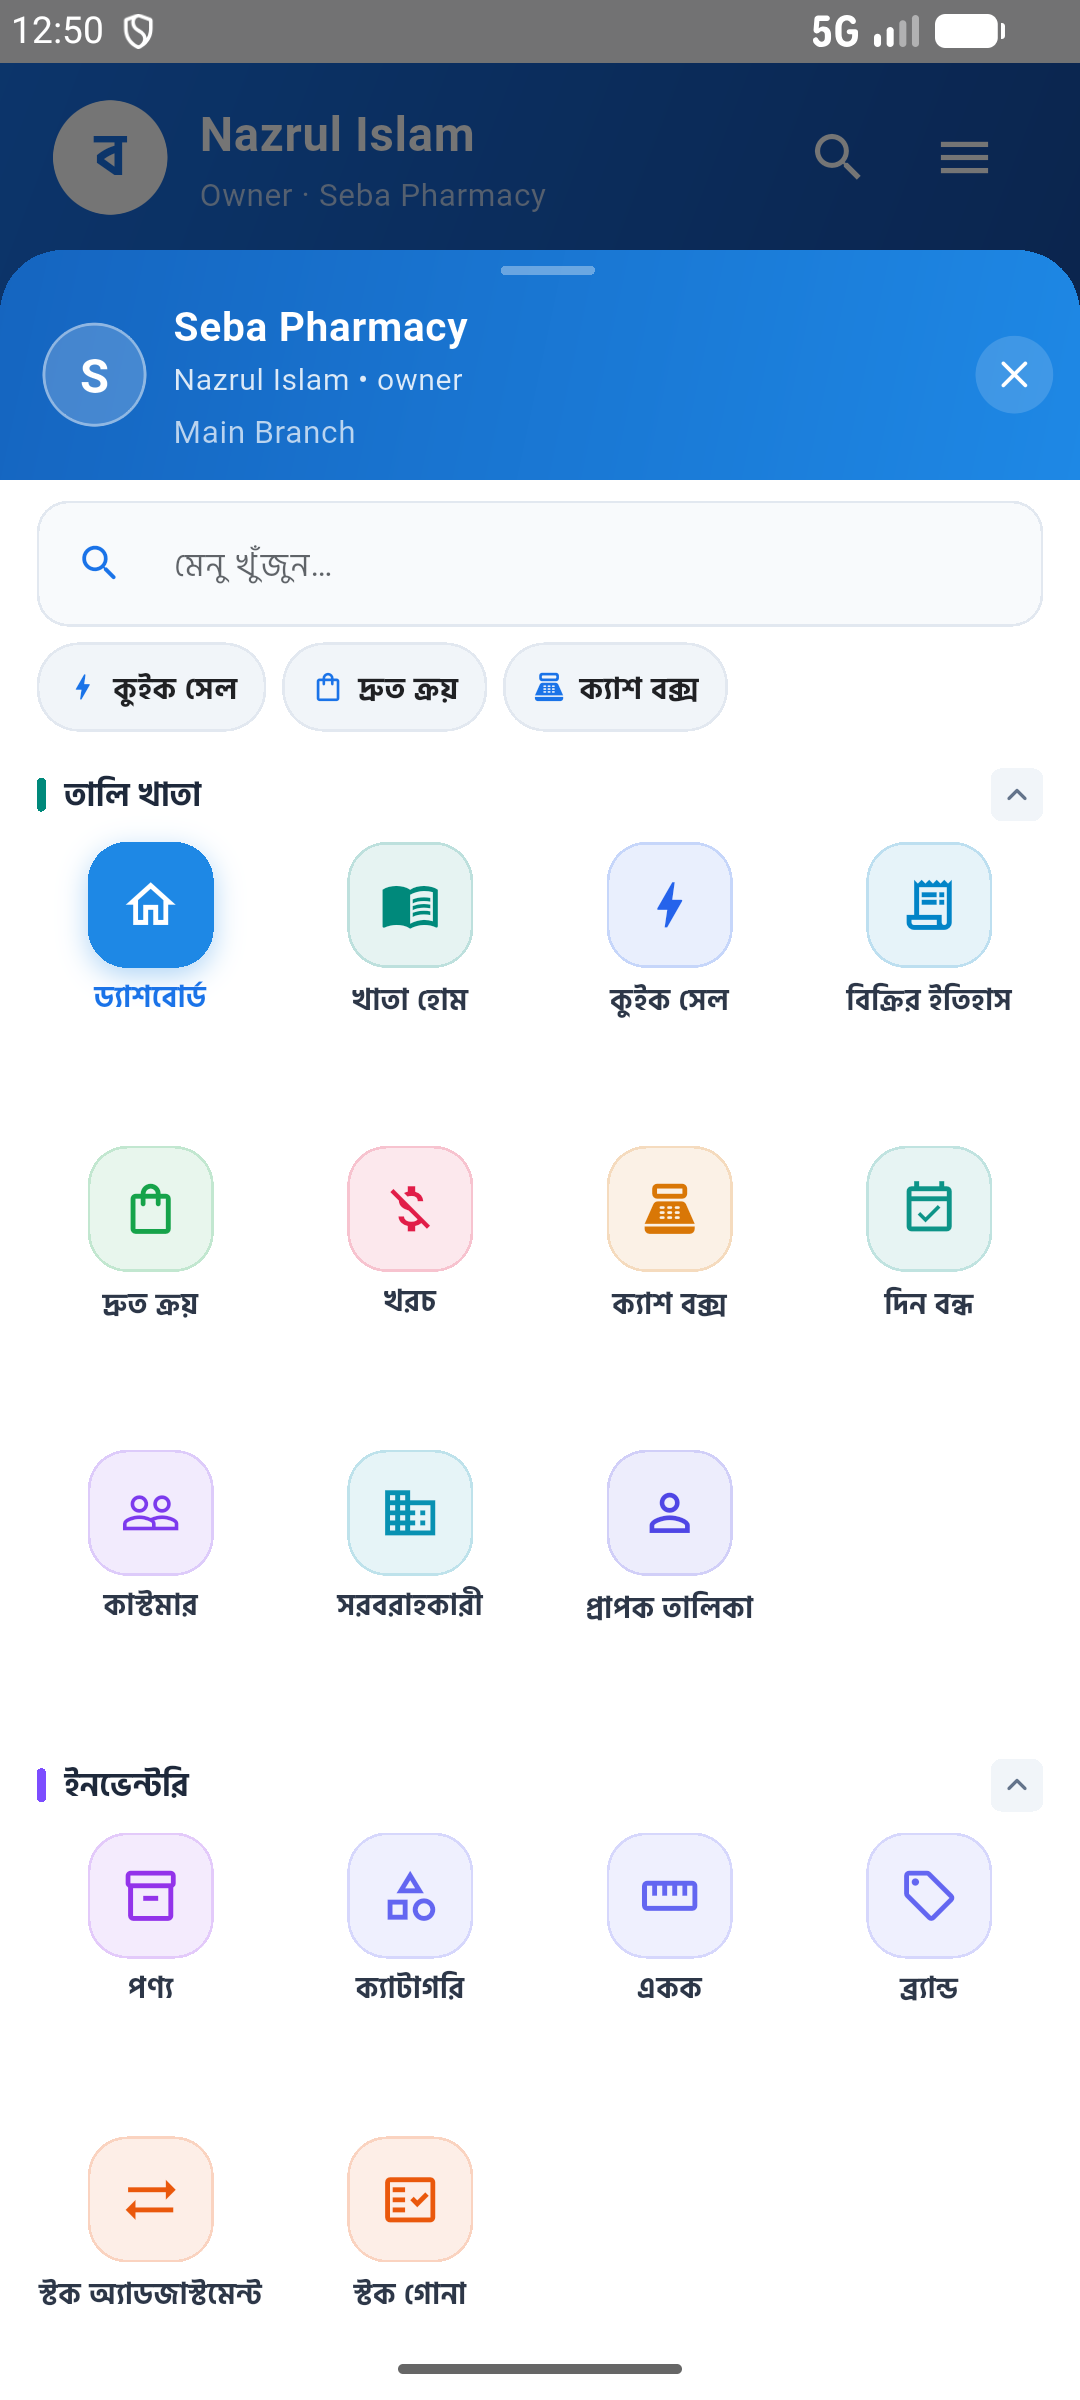 12:50
5G
ব
Nazrul Islam
Owner · Seba Pharmacy
S
Seba Pharmacy
Nazrul Islam • owner
Main Branch
মেনু খুঁজুন...
কুইক সেল
দ্রুত ক্রয়
ক্যাশ বক্স
তালি খাতা
ড্যাশবোর্ড
খাতা হোম
কুইক সেল
বিক্রির ইতিহাস
দ্রুত ক্রয়
খরচ
ক্যাশ বক্স
দিন বন্ধ
কাস্টমার
সরবরাহকারী
প্রাপক তালিকা
ইনভেন্টরি
পণ্য
ক্যাটাগরি
একক
ব্র্যান্ড
স্টক অ্যাডজাস্টমেন্ট
স্টক গোনা